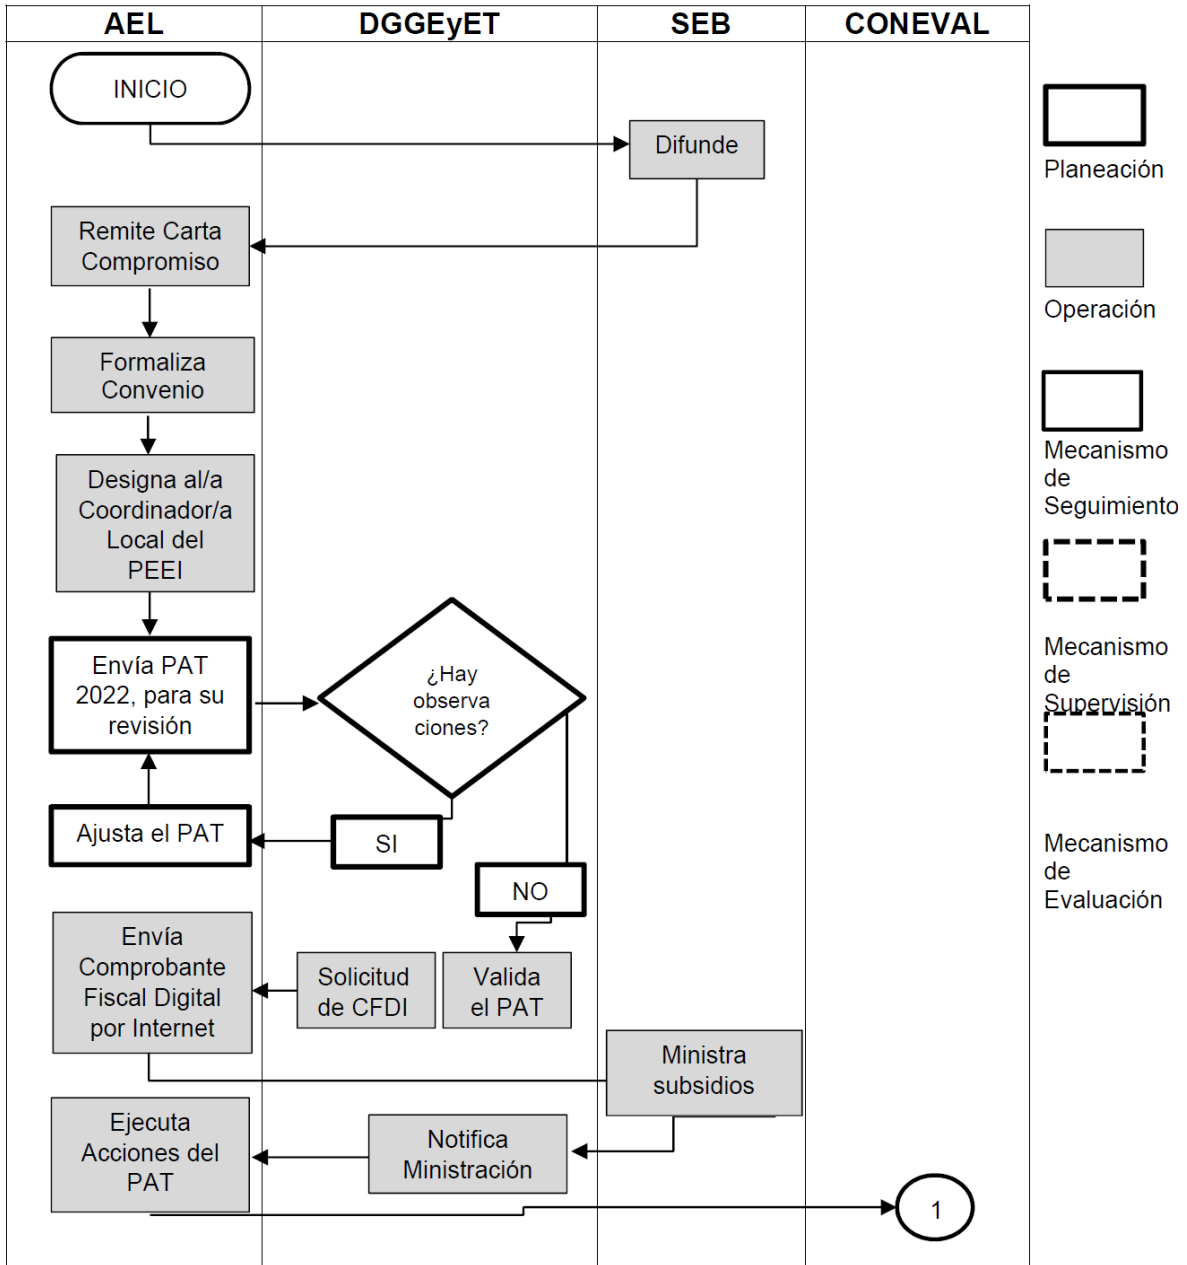 AEL
DGGEyET
SEB
CONEVAL
INICIO
Difunde
Remite Carta
Compromiso
Formaliza
Convenio
Designa al/a
Coordinador/a
Local del
PEEI
Envía PAT
2022, para su
revisión
¿Hay
observa
ciones?
Ajusta el PAT
SI
NO
Envía
Comprobante
Fiscal Digital
por Internet
Solicitud
de CFDI
Valida
el PAT
Ministra
subsidios
Ejecuta
Acciones del
PAT
Notifica
Ministración
1
Planeación
Operación
Mecanismo
de
Seguimiento
Mecanismo
de
Supervisión
Mecanismo
de
Evaluación